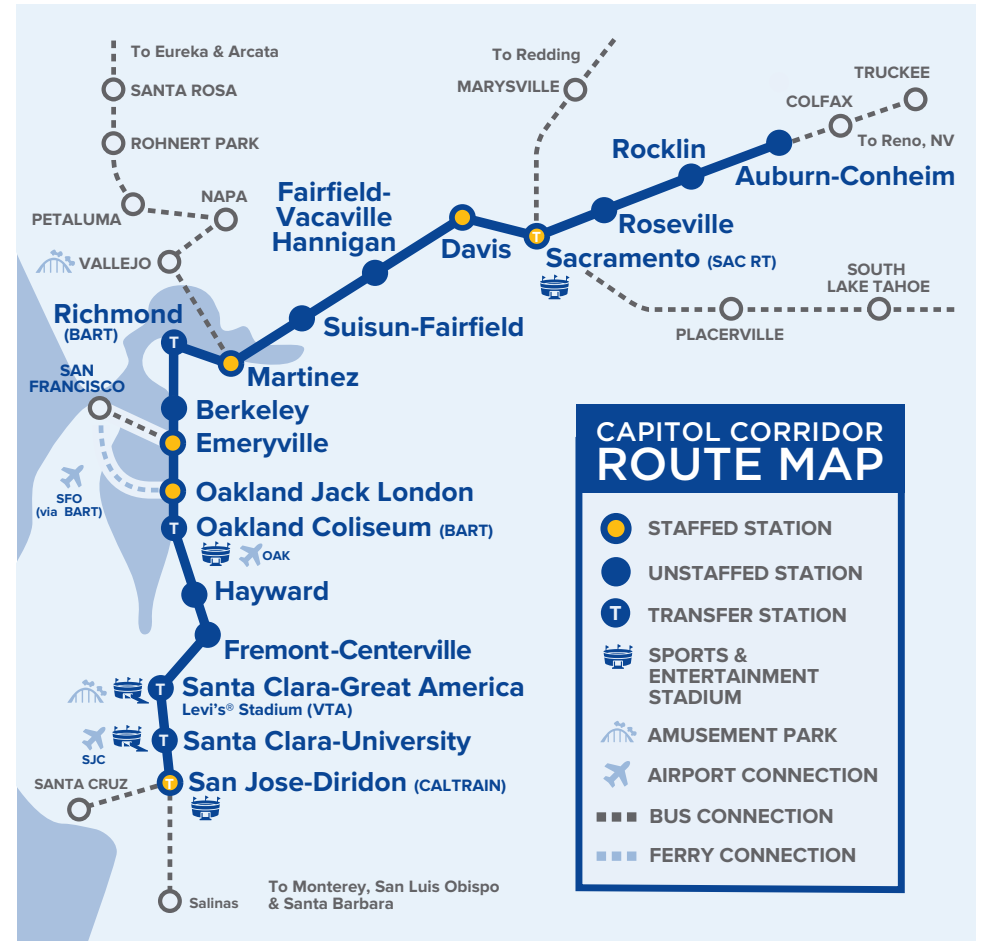 To Eureka & Arcata
SANTA ROSA
ROHNERT PARK
PETALUMA
NAPA
VALLEJO
To Redding
MARYSVILLE
TRUCKEE
COLFAX
To Reno, NV
Rocklin
Auburn-Conheim
Roseville
Fairfield-
Vacaville
Hannigan
Davis
Sacramento (SAC RT)
T
SOUTH
LAKE TAHOE
PLACERVILLE
Suisun-Fairfield
Richmond
(BART)
T
Martinez
SAN
FRANCISCO
Berkeley
Emeryville
SFO
(via BART)
Oakland Jack London
T
Oakland Coliseum (BART)
OAK
Hayward
Fremont-Centerville
T
Santa Clara-Great America
Levi's® Stadium (VTA)
T
Santa Clara-University
SJC
T
San Jose-Diridon (CALTRAIN)
SANTA CRUZ
Salinas
To Monterey, San Luis Obispo
& Santa Barbara
CAPITOL CORRIDOR
ROUTE MAP
STAFFED STATION
UNSTAFFED STATION
T
TRANSFER STATION
SPORTS &
ENTERTAINMENT
STADIUM
AMUSEMENT PARK
AIRPORT CONNECTION
BUS CONNECTION
FERRY CONNECTION